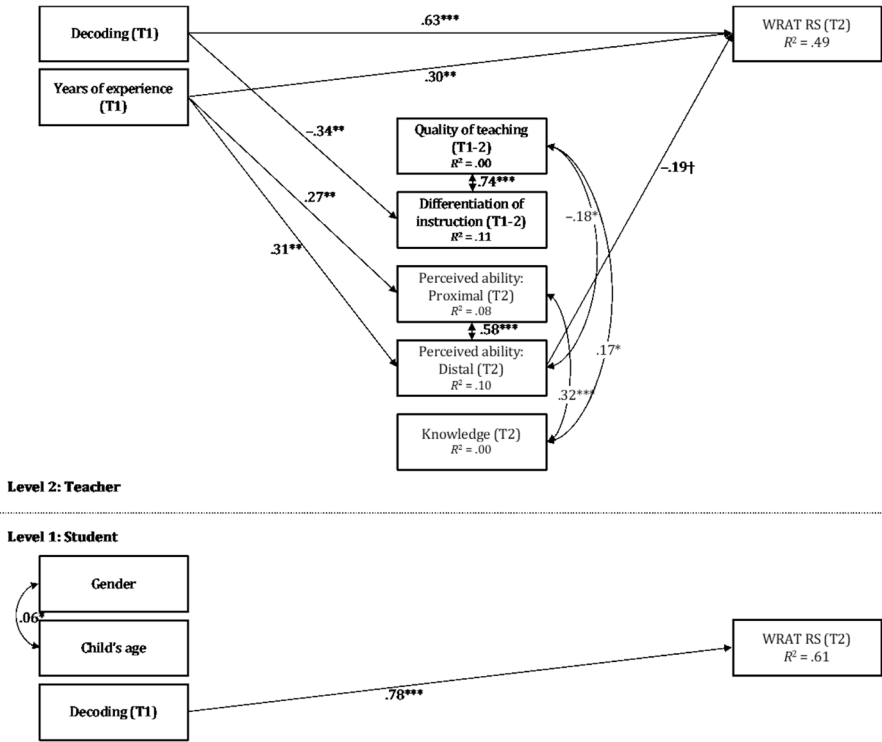 .63***
Decoding (T1)
WRAT RS (T2)
R² = .49
Years of experience
(T1)
.30**
–.34**
Quality of teaching
(T1-2)
R² = .00
–.19†
.74***
.27**
Differentiation of
instruction (T1-2)
R² = .11
–.18*
.31**
Perceived ability:
Proximal (T2)
R² = .08
.58***
Perceived ability:
Distal (T2)
R² = .10
.17*
.32***
Knowledge (T2)
R² = .00
Level 2: Teacher
Level 1: Student
Gender
.06*
Child's age
WRAT RS (T2)
R² = .61
Decoding (T1)
.78***